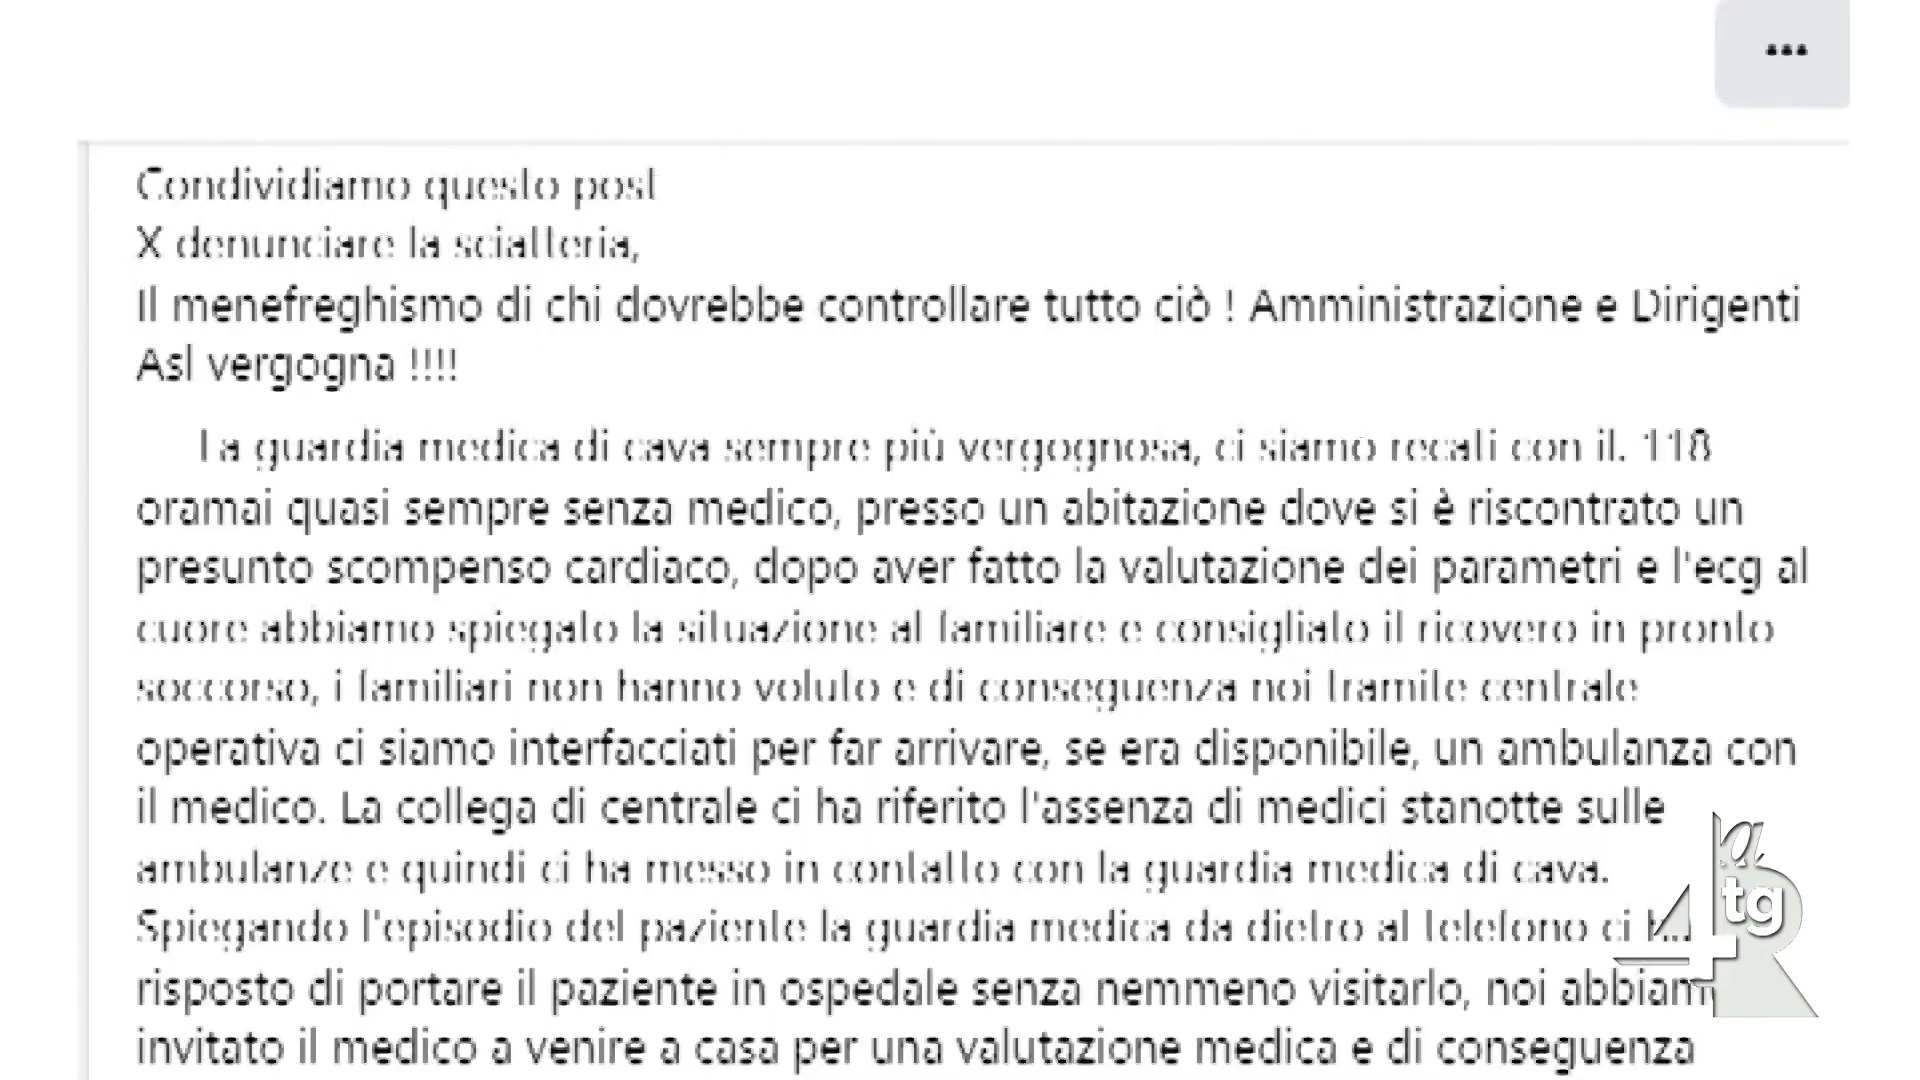 Condividiamo questo post
X denunciare la sciatteria,
Il menefreghismo di chi dovrebbe controllare tutto ciò ! Amministrazione e Dirigenti
Asl vergogna !!!!
La guardia medica di cava sempre più vergognosa, ci siamo recati con il. 118
oramai quasi sempre senza medico, presso un abitazione dove si è riscontrato un
presunto scompenso cardiaco, dopo aver fatto la valutazione dei parametri e l'ecg al
cuore abbiamo spiegato la situazione al familiare e consigliato il ricovero in pronto
soccorso, i familiari non hanno voluto e di conseguenza noi tramite centrale
operativa ci siamo interfacciati per far arrivare, se era disponibile, un ambulanza con
il medico. La collega di centrale ci ha riferito l'assenza di medici stanotte sulle
ambulanze e quindi ci ha messo in contatto con la guardia medica di cava.
Spiegando l'episodio del paziente la guardia medica da dietro al telefono ci ha
risposto di portare il paziente in ospedale senza nemmeno visitarlo, noi abbiam
invitato il medico a venire a casa per una valutazione medica e di conseguenza
la
4 tg
R